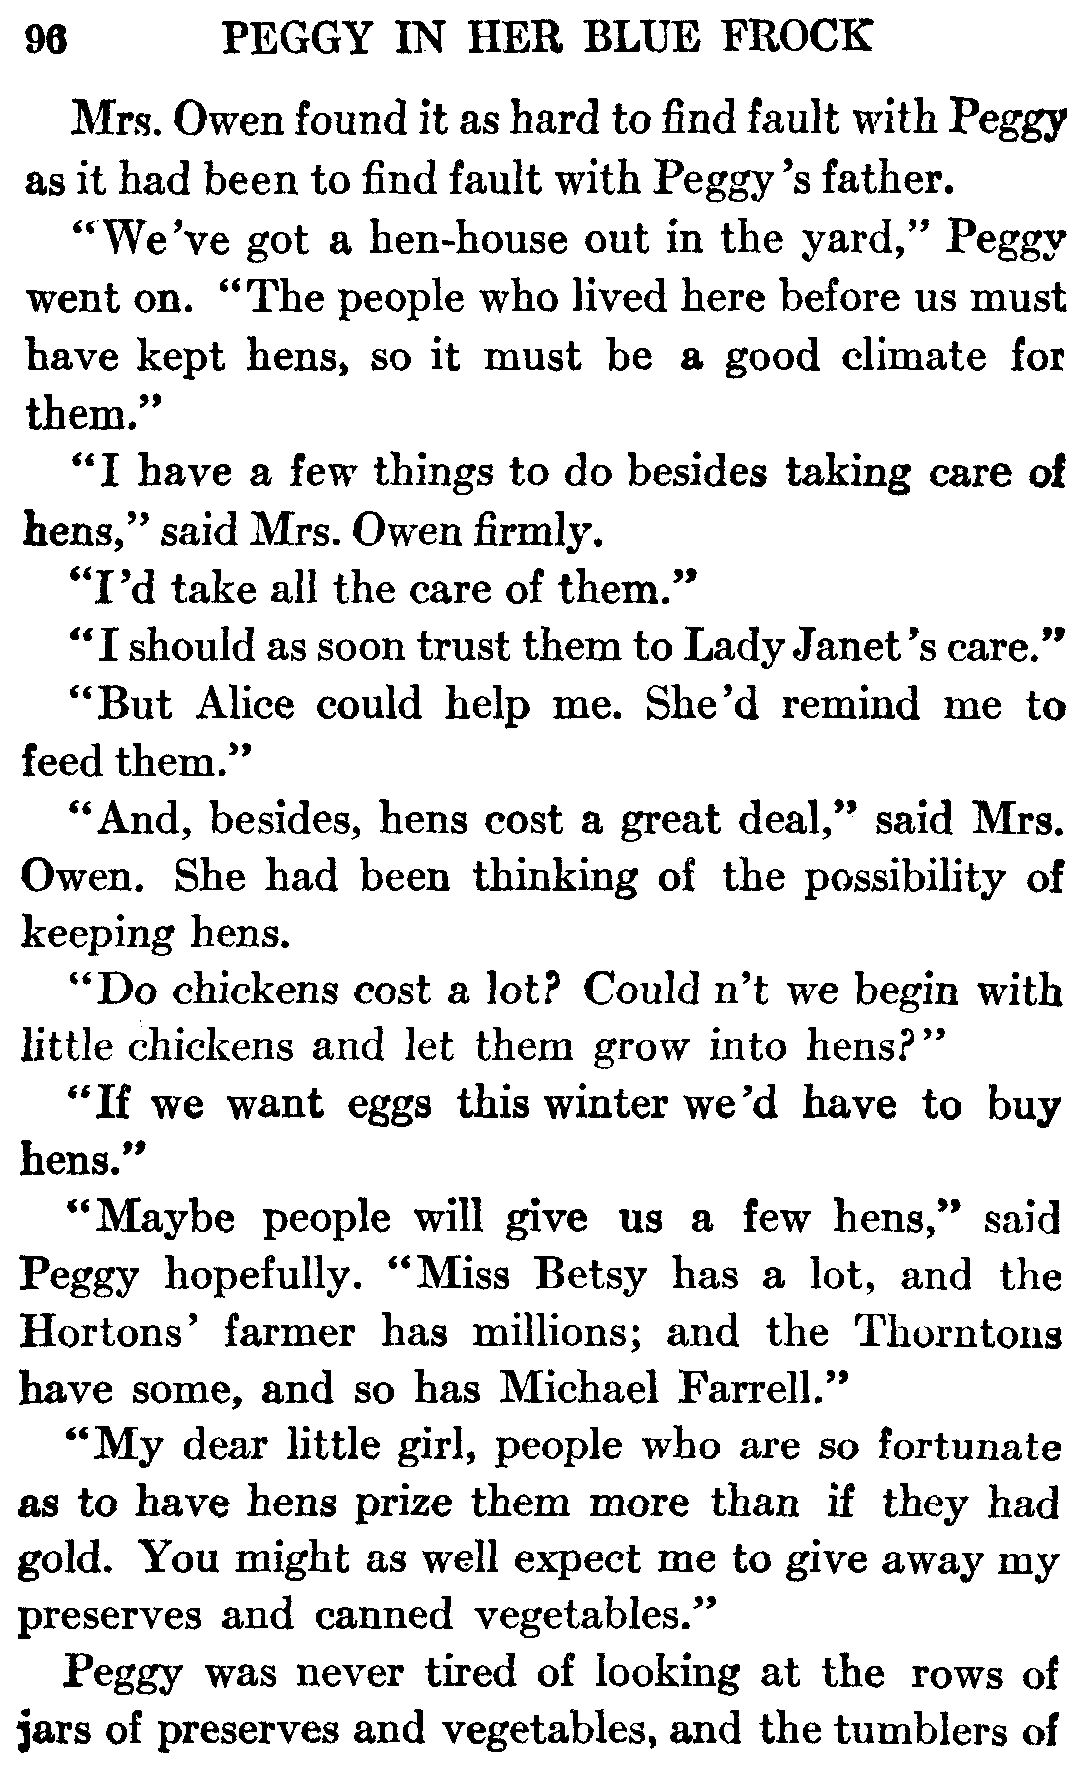 96 PEGGY IN HER BLUE FROCK
Mrs. Owen found it as hard to find fault with Peggy
as it had been to find fault with Peggy's father.
"We've got a hen-house out in the yard," Peggy
went on. "The people who lived here before us must
have kept hens, so it must be a good climate for
them."
"I have a few things to do besides taking care of
hens," said Mrs. Owen firmly.
"I'd take all the care of them."
"I should as soon trust them to Lady Janet's care."
"But Alice could help me. She'd remind me to
feed them."
"And, besides, hens cost a great deal," said Mrs.
Owen. She had been thinking of the possibility of
keeping hens.
"Do chickens cost a lot? Could n't we begin with
little chickens and let them grow into hens?"
"If we want eggs this winter we'd have to buy
hens."
"Maybe people will give us a few hens," said
Peggy hopefully. "Miss Betsy has a lot, and the
Hortons' farmer has millions; and the Thorntons
have some, and so has Michael Farrell."
"My dear little girl, people who are so fortunate
as to have hens prize them more than if they had
gold. You might as well expect me to give away my
preserves and canned vegetables."
Peggy was never tired of looking at the rows of
jars of preserves and vegetables, and the tumblers of